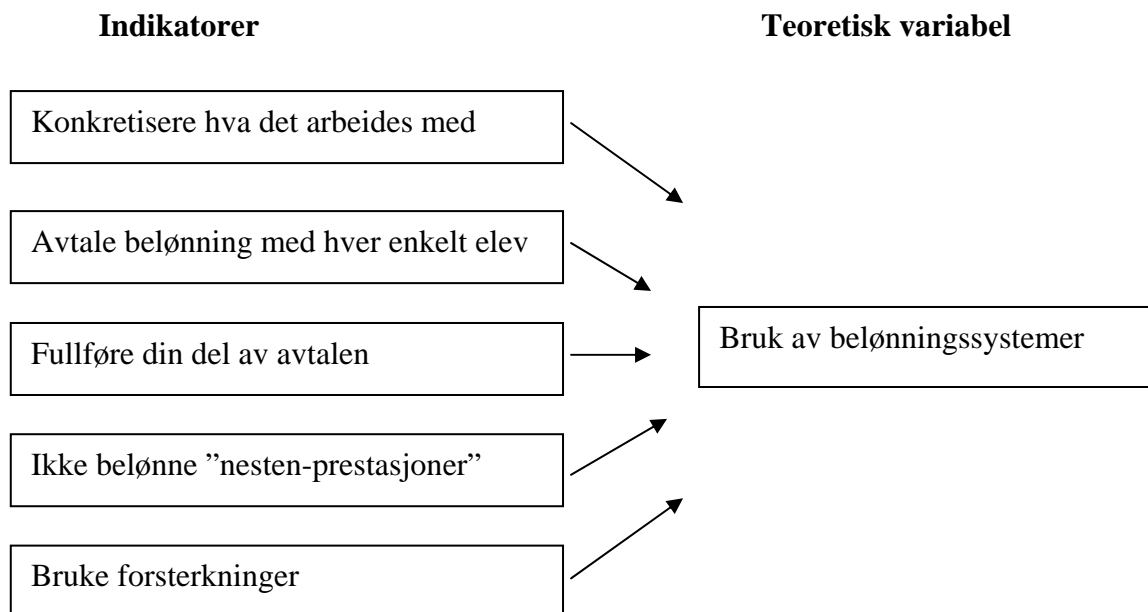 Indikatorer
Teoretisk variabel
Konkretisere hva det arbeides med
Avtale belønning med hver enkelt elev
Fullføre din del av avtalen
Bruk av belønningssystemer
Ikke belønne ”nesten-prestasjoner”
Bruke forsterkninger